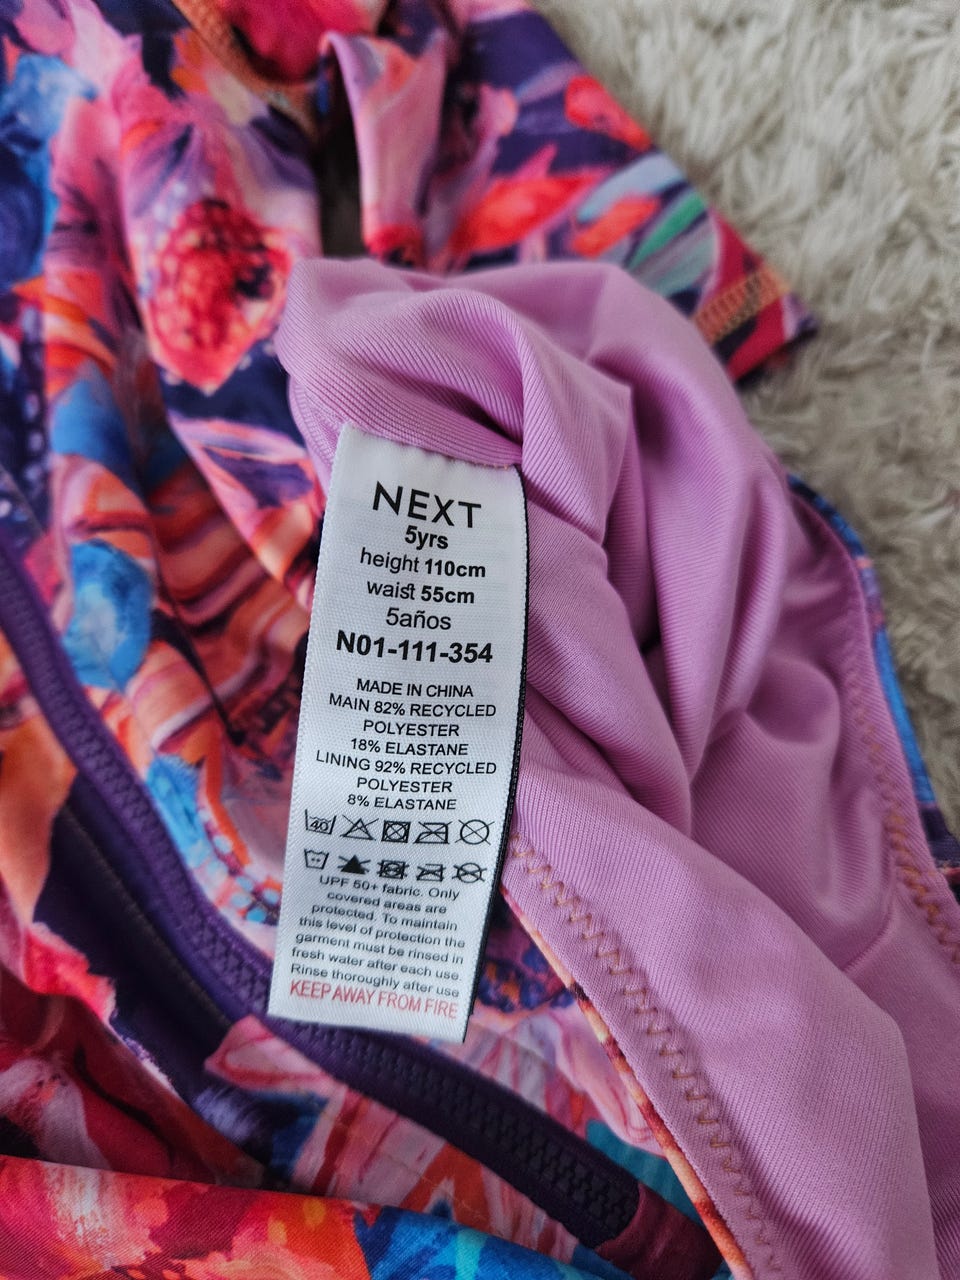 NEXT
5yrs
height 110cm
waist 55cm
5años
N01-111-354
MADE IN CHINA
MAIN 82% RECYCLED
POLYESTER
18% ELASTANE
LINING 92% RECYCLED
POLYESTER
8% ELASTANE
40
UPF 50+ fabric. Only
covered areas are
protected. To maintain
this level of protection the
garment must be rinsed in
fresh water after each use.
Rinse thoroughly after use
KEEP AWAY FROM FIRE